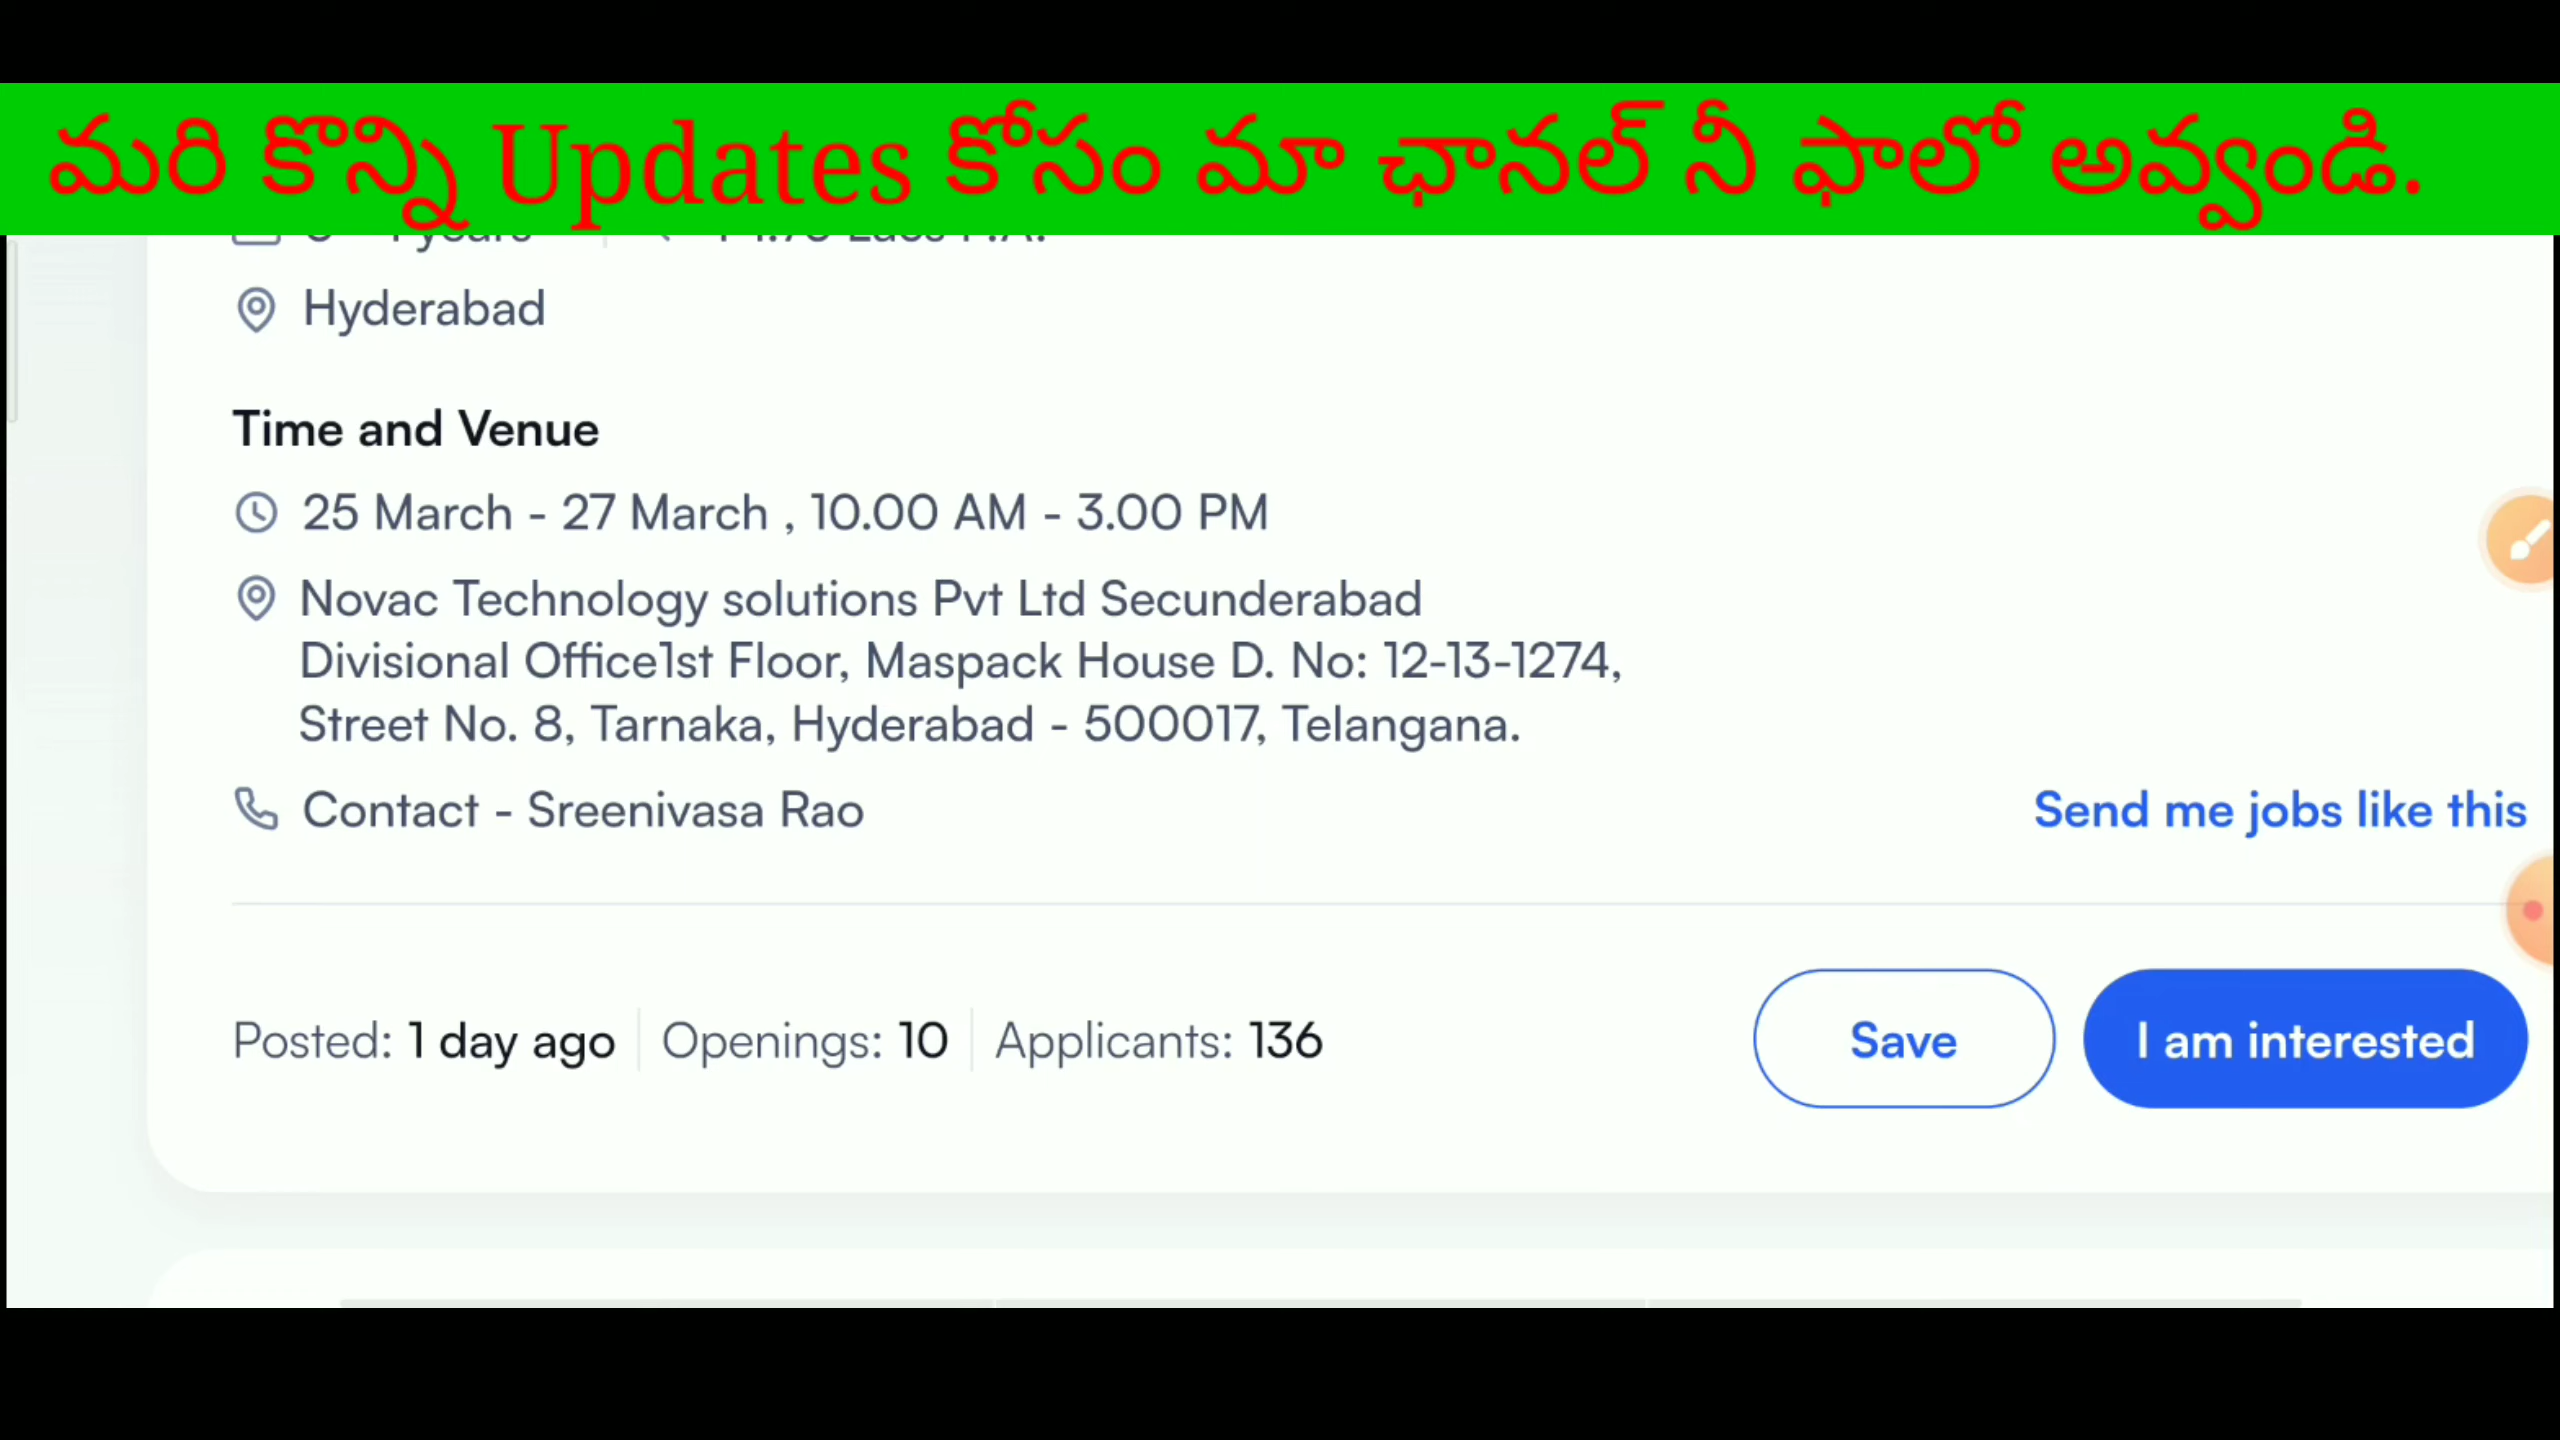 మరి కొన్ని Updates కోసం మా ఛానల్ నీ ఫాలో అవ్వండి.
years
Hyderabad
Time and Venue
25 March - 27 March , 10.00 AM - 3.00 PM
Novac Technology solutions Pvt Ltd Secunderabad
Divisional Office1st Floor, Maspack House D. No: 12-13-1274,
Street No. 8, Tarnaka, Hyderabad - 500017, Telangana.
Contact - Sreenivasa Rao
Send me jobs like this
Posted: 1 day ago Openings: 10 Applicants: 136
Save
I am interested